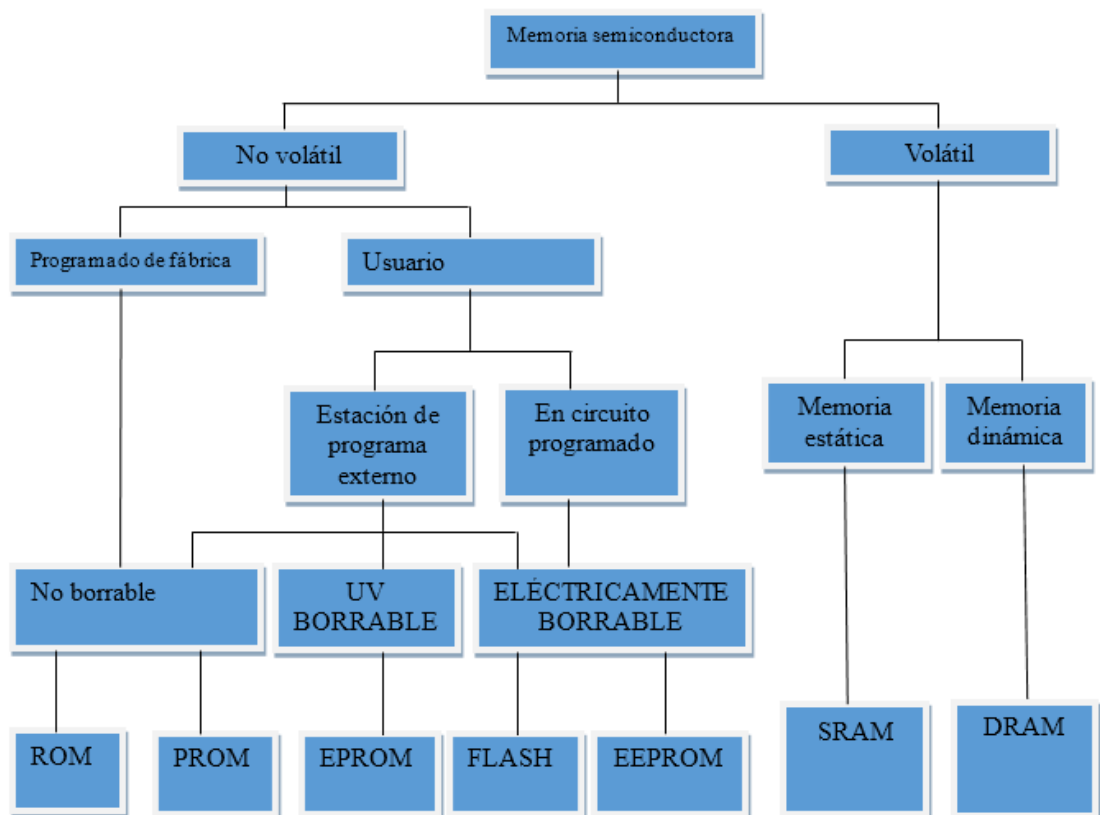 Memoria semiconductora
No volátil
Volátil
Programado de fábrica
Usuario
Estación de
programa
externo
En circuito
programado
Memoria
estática
Memoria
dinámica
No borrable
UV
BORRABLE
ELÉCTRICAMENTE
BORRABLE
ROM
PROM
EPROM
FLASH
EEPROM
SRAM
DRAM